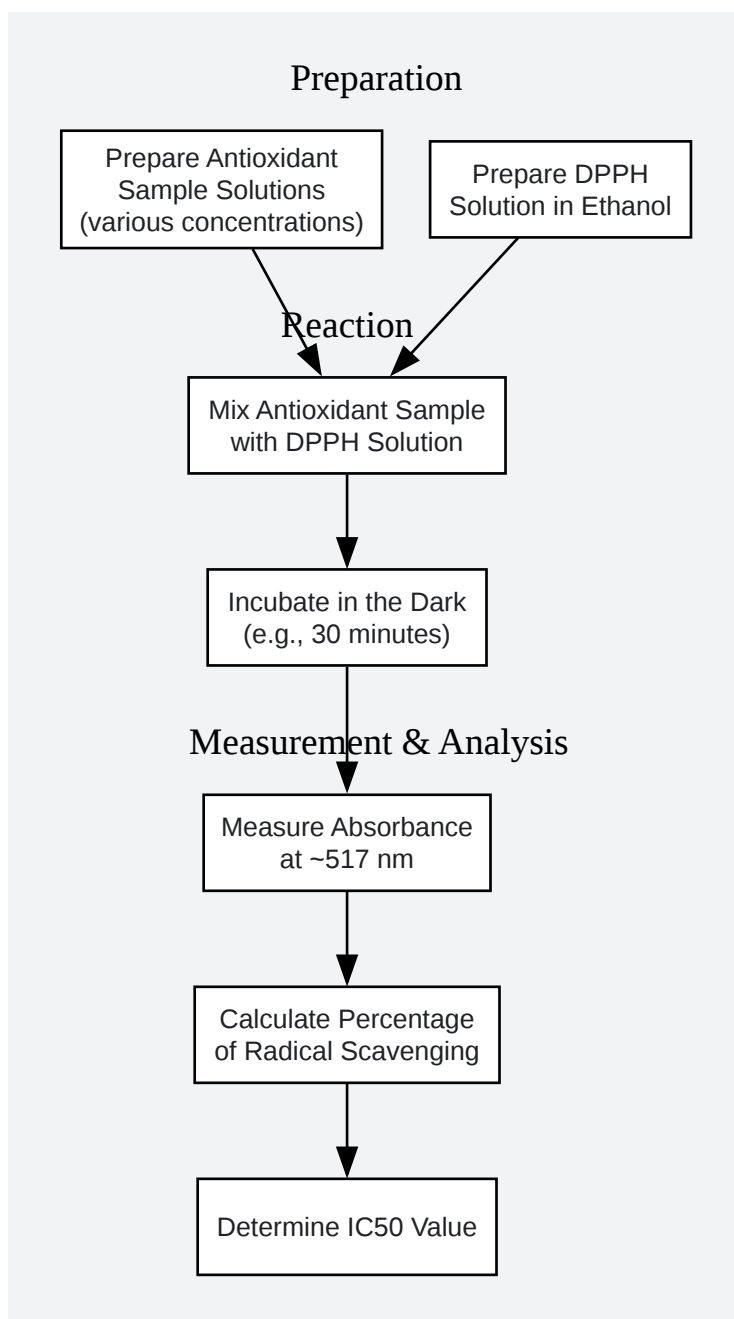 Preparation
Prepare Antioxidant
Sample Solutions
(various concentrations)
Prepare DPPH
Solution in Ethanol
Reaction
Mix Antioxidant Sample
with DPPH Solution
Incubate in the Dark
(e.g., 30 minutes)
Measurement & Analysis
Measure Absorbance
at ~517 nm
Calculate Percentage
of Radical Scavenging
Determine IC50 Value